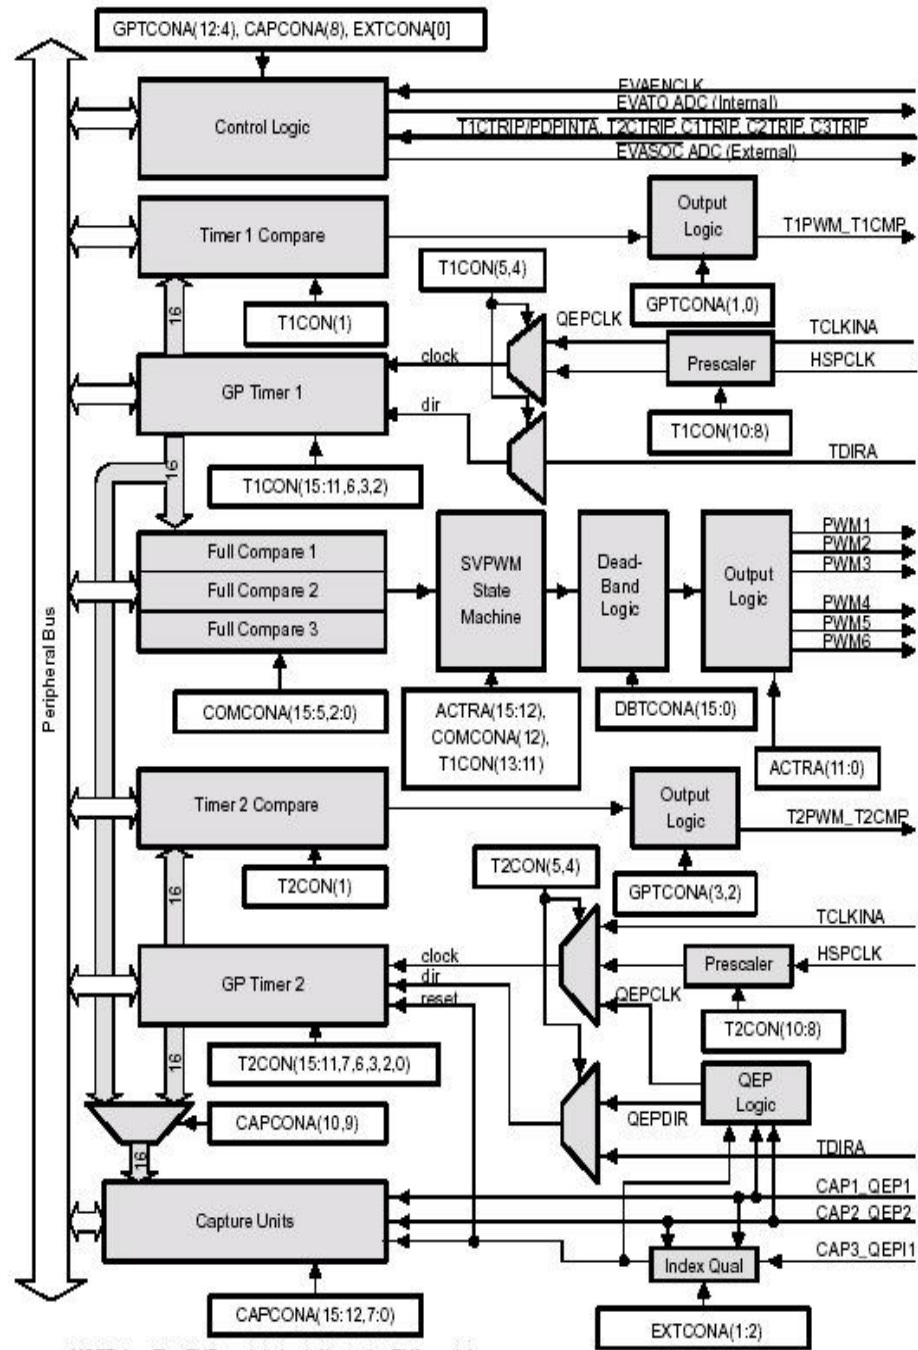 GPTCONA(12:4), CAPCONA(8), EXTCONA[0]
Control Logic
EVAENCLK
EVATO ADC (Internal)
T1CTRIP/PDPINTA, T2CTRIP, C1TRIP, C2TRIP, C3TRIP
EVASOC ADC (External)
Timer 1 Compare
Output
Logic
T1PWM_T1CMP
T1CON(5,4)
GPTCONA(1,0)
16
T1CON(1)
QEPCLK
TCLKINA
clock
Prescaler
HSPCLK
GP Timer 1
dir
T1CON(10:8)
TDIRA
16
T1CON(15:11,6,3,2)
Full Compare 1
Full Compare 2
Full Compare 3
SVPWM
State
Machine
Dead-
Band
Logic
Output
Logic
PWM1
PWM2
PWM3
PWM4
PWM5
PWM6
Peripheral Bus
COMCONA(15:5,2:0)
ACTRA(15:12),
COMCONA(12),
T1CON(13:11)
DBTCONA(15:0)
ACTRA(11:0)
Timer 2 Compare
Output
Logic
T2PWM_T2CMP
T2CON(5,4)
GPTCONA(3,2)
16
T2CON(1)
TCLKINA
clock
Prescaler
HSPCLK
GP Timer 2
dir
reset
QEPCLK
T2CON(10:8)
16
T2CON(15:11,7,6,3,2,0)
QEP
Logic
CAPCONA(10,9)
QEPDIR
TDIRA
16
CAP1_QEP1
Capture Units
CAP2_QEP2
CAP3_QEPI1
Index Qual
CAPCONA(15:12,7:0)
EXTCONA(1:2)